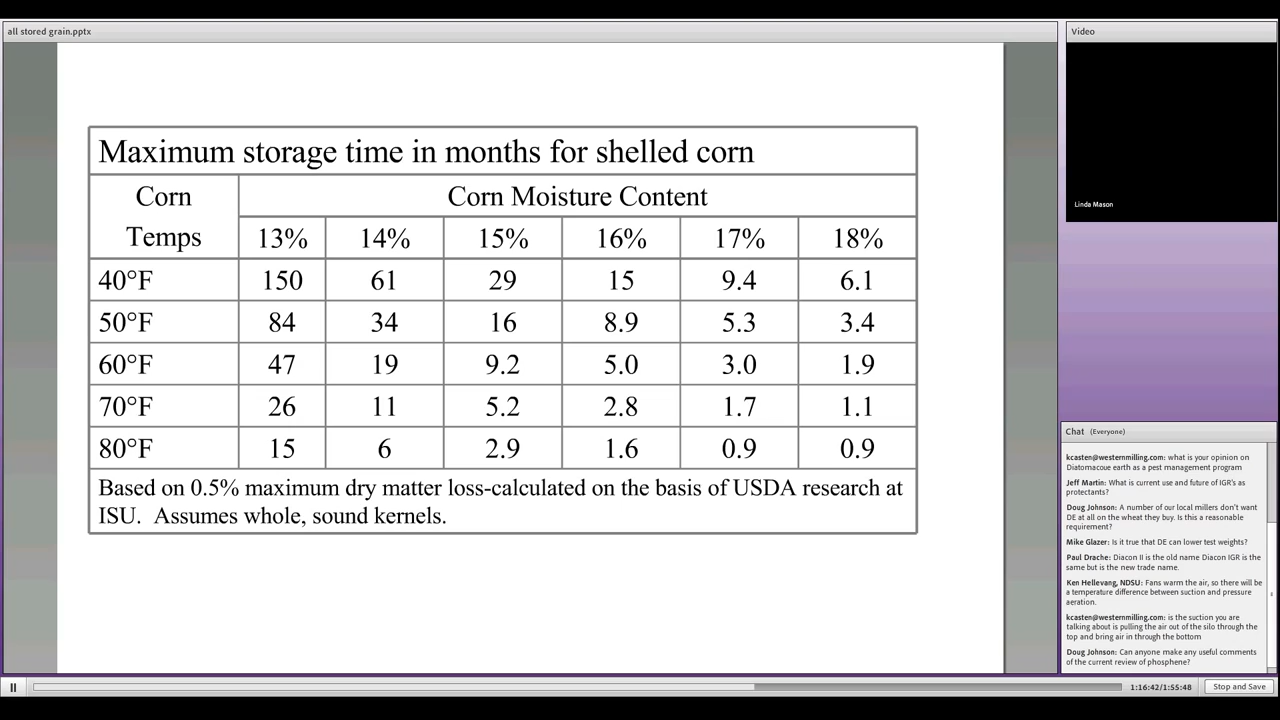 all stored grain.pptx
Maximum storage time in months for shelled corn
Corn Temps
Corn Moisture Content
13% 14% 15% 16% 17% 18%
40°F 150 61 29 15 9.4 6.1
50°F 84 34 16 8.9 5.3 3.4
60°F 47 19 9.2 5.0 3.0 1.9
70°F 26 11 5.2 2.8 1.7 1.1
80°F 15 6 2.9 1.6 0.9 0.9
Based on 0.5% maximum dry matter loss-calculated on the basis of USDA research at
ISU. Assumes whole, sound kernels.
Video
Linda Mason
Chat (Everyone)
kcasten@westernmilling.com: what is your opinion on
Diatomacoue earth as a pest management program
Jeff Martin: What is current use and future of IGR's as
protectants?
Doug Johnson: A number of our local millers don't want
DE at all on the wheat they buy. Is this a reasonable
requirement?
Mike Glazer: Is it true that DE can lower test weights?
Paul Drache: Diacon II is the old name Diacon IGR is the
same but is the new trade name.
Ken Hellevang, NDSU: Fans warm the air, so there will be
a temperature difference between suction and pressure
aeration.
kcasten@westernmilling.com: is the suction you are
talking about is pulling the air out of the silo through the
top and bring air in through the bottom
Doug Johnson: Can anyone make any useful comments
of the current review of phosphene?
1:16:42/1:55:48
Stop and Save